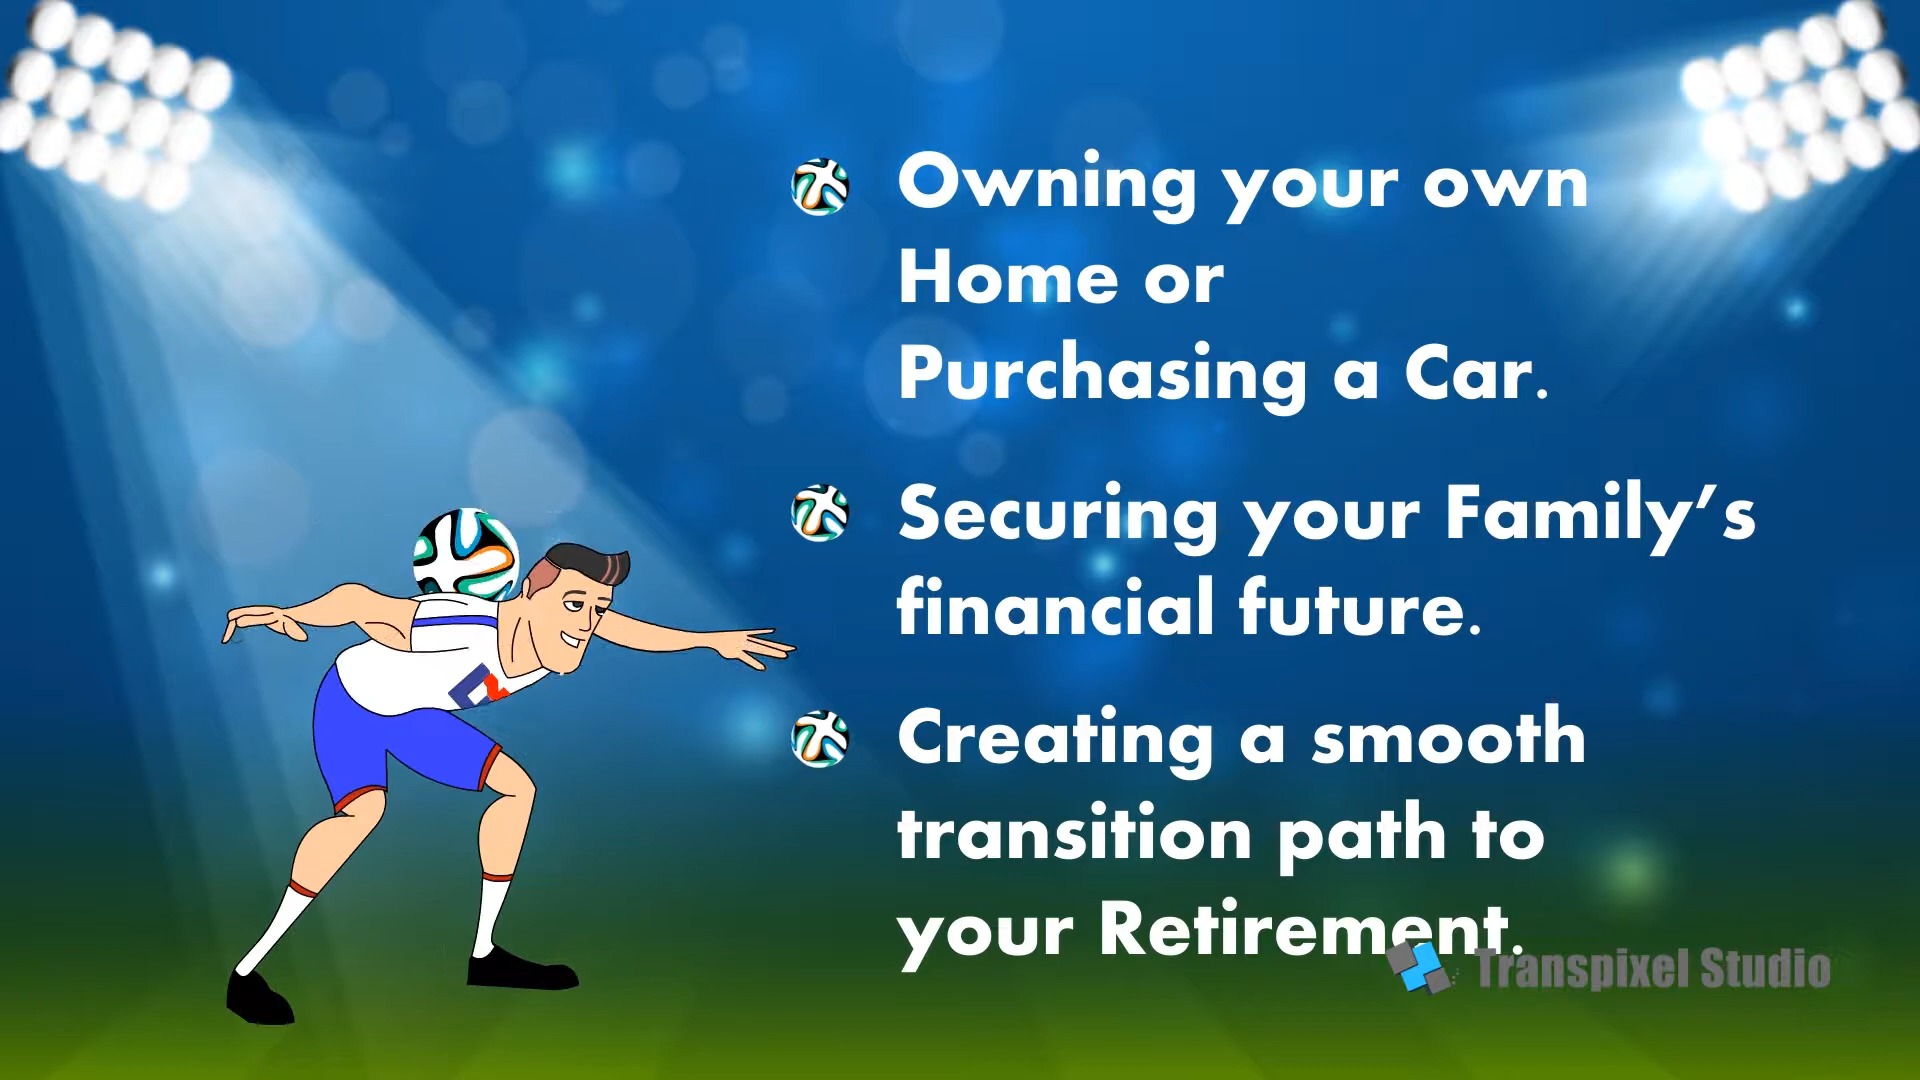 Owning your own
Home or
Purchasing a Car.
Securing your Family’s
financial future.
Creating a smooth
transition path to
your Retirement.
Transpixel Studio